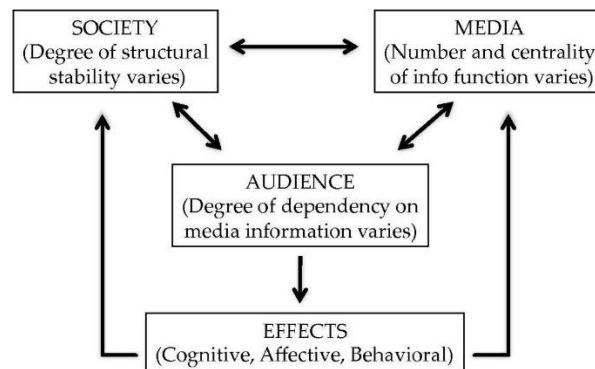 SOCIETY
(Degree of structural
stability varies)
MEDIA
(Number and centrality
of info function varies)
AUDIENCE
(Degree of dependency on
media information varies)
EFFECTS
(Cognitive, Affective, Behavioral)